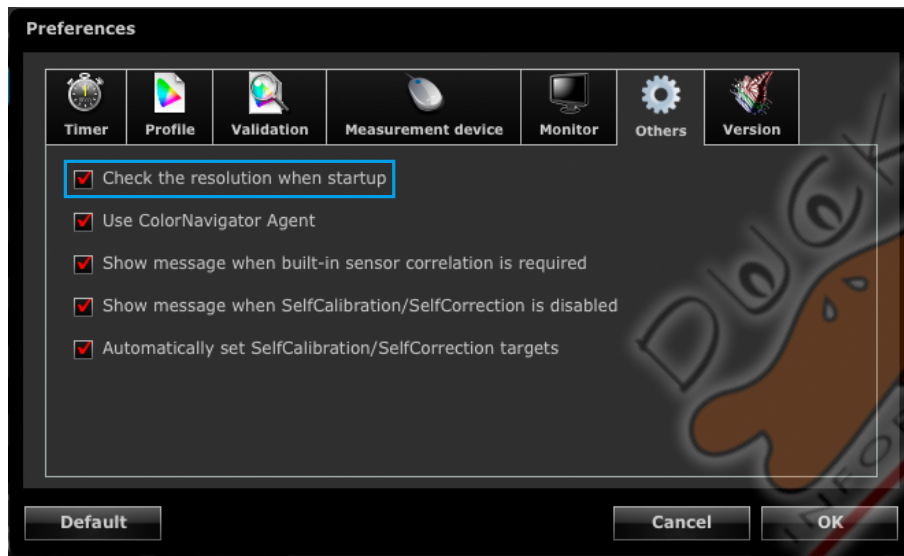 Preferences
Timer
Profile
Validation
Measurement device
Monitor
Others
Version
Check the resolution when startup
Use ColorNavigator Agent
Show message when built-in sensor correlation is required
Show message when SelfCalibration/SelfCorrection is disabled
Automatically set SelfCalibration/SelfCorrection targets
Default
Cancel
OK